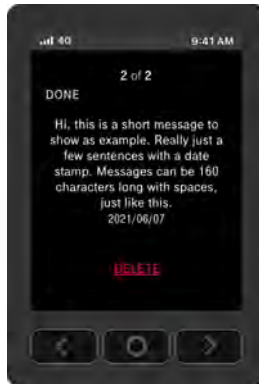 4G 9:41 AM
2 of 2
DONE
Hi, this is a short message to
show as example. Really just a
few sentences with a date
stamp. Messages can be 160
characters long with spaces,
just like this.
2021/06/07
DELETE